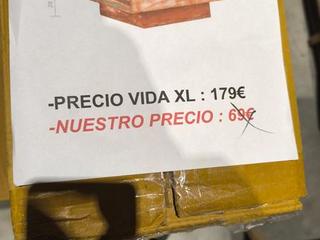 -PRECIO VIDA XL : 179€
-NUESTRO PRECIO : 69€